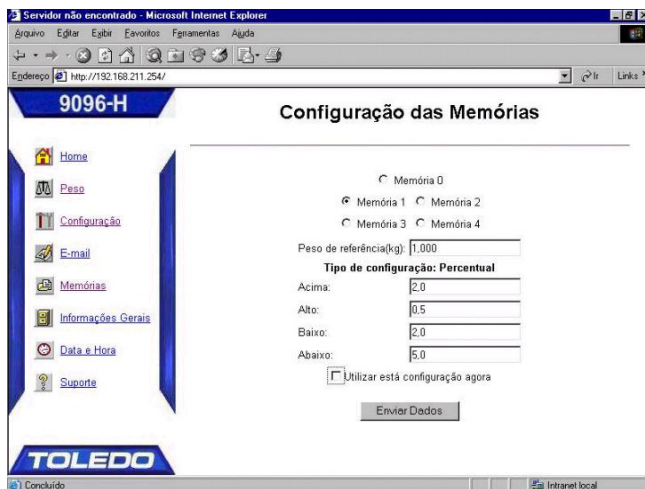 Servidor não encontrado - Microsoft Internet Explorer
Arquivo Editar Exibir Favoritos Ferramentas Ajuda
Endereço http://192.168.211.254/ Ir Links
9096-H
Configuração das Memórias
Home
Peso
Configuração
E-mail
Memórias
Informações Gerais
Data e Hora
Suporte
Memória 0
Memória 1 Memória 2
Memória 3 Memória 4
Peso de referência(kg): 1,000
Tipo de configuração: Percentual
Acima: 2,0
Alto: 0,5
Baixo: 2,0
Abaixo: 5,0
Utilizar está configuração agora
Enviar Dados
TOLEDO
Concluído Intranet local